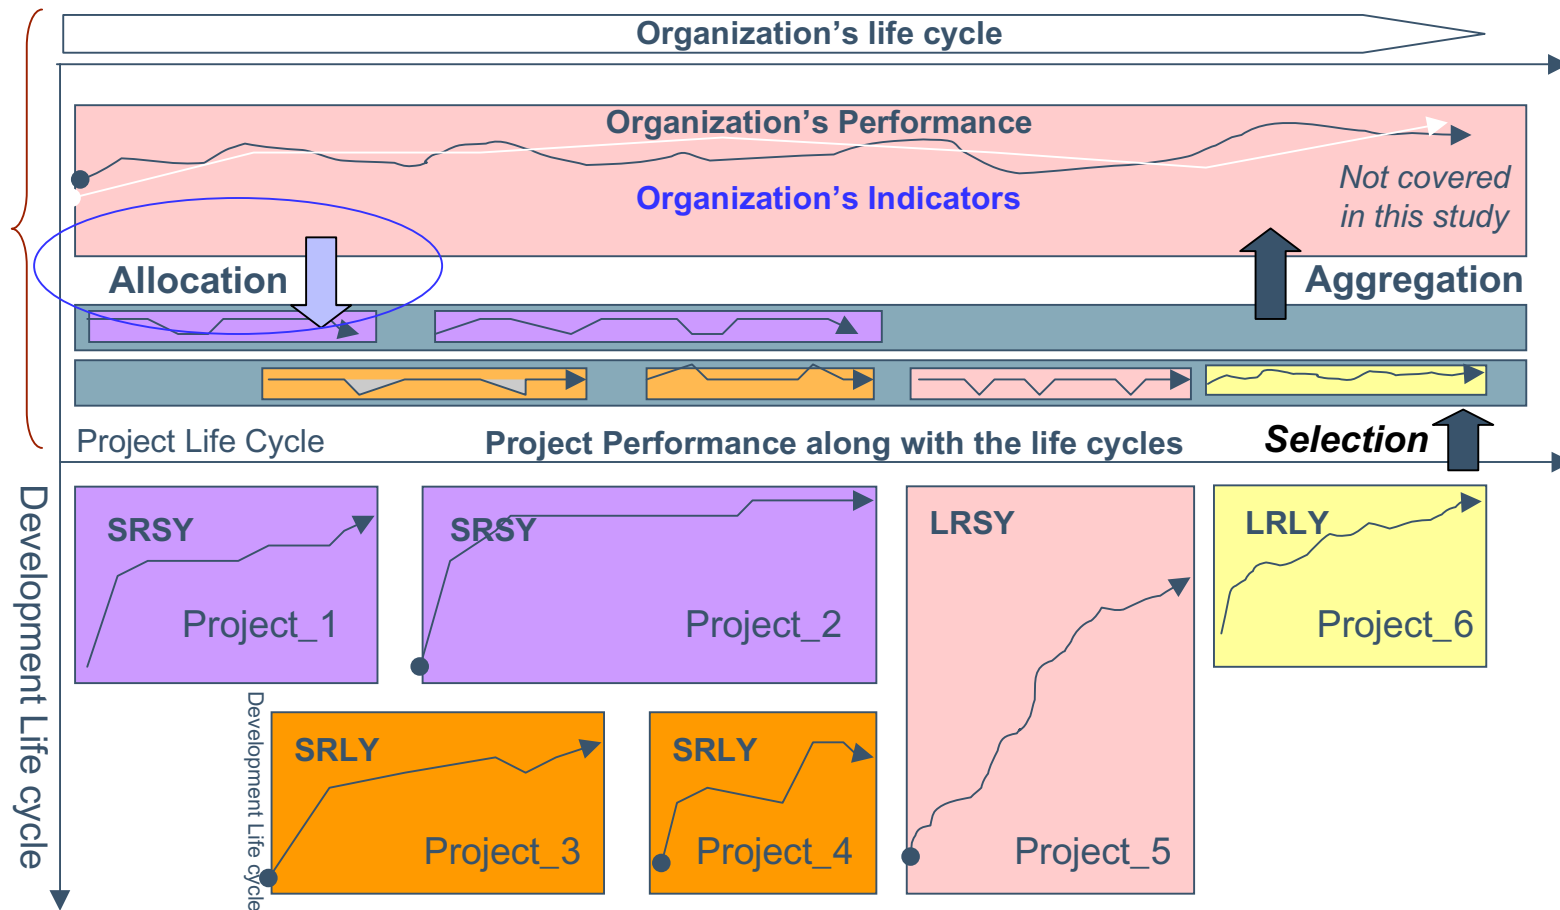 Organization’s life cycle
Organization’s Performance
Organization’s Indicators
Not covered
in this study
Allocation
Aggregation
Project Life Cycle
Project Performance along with the life cycles
Selection
Development Life cycle
SRSY
Project_1
SRSY
Project_2
LRSY
Project_5
LRLY
Project_6
Development Life cycle
SRLY
Project_3
SRLY
Project_4